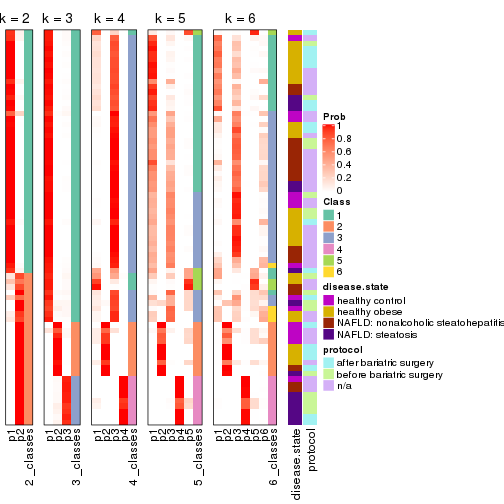 k = 2
k = 3
k = 4
k = 5
k = 6
Prob
1
0.8
0.6
0.4
0.2
0
Class
1
2
3
4
5
6
disease.state
healthy control
healthy obese
NAFLD: nonalcoholic steatohepatitis
NAFLD: steatosis
protocol
after bariatric surgery
before bariatric surgery
n/a
p1
p2
2_classes
p1
p2
p3
3_classes
p1
p2
p3
p4
4_classes
p1
p2
p3
p4
p5
5_classes
p1
p2
p3
p4
p5
p6
6_classes
disease.state
protocol